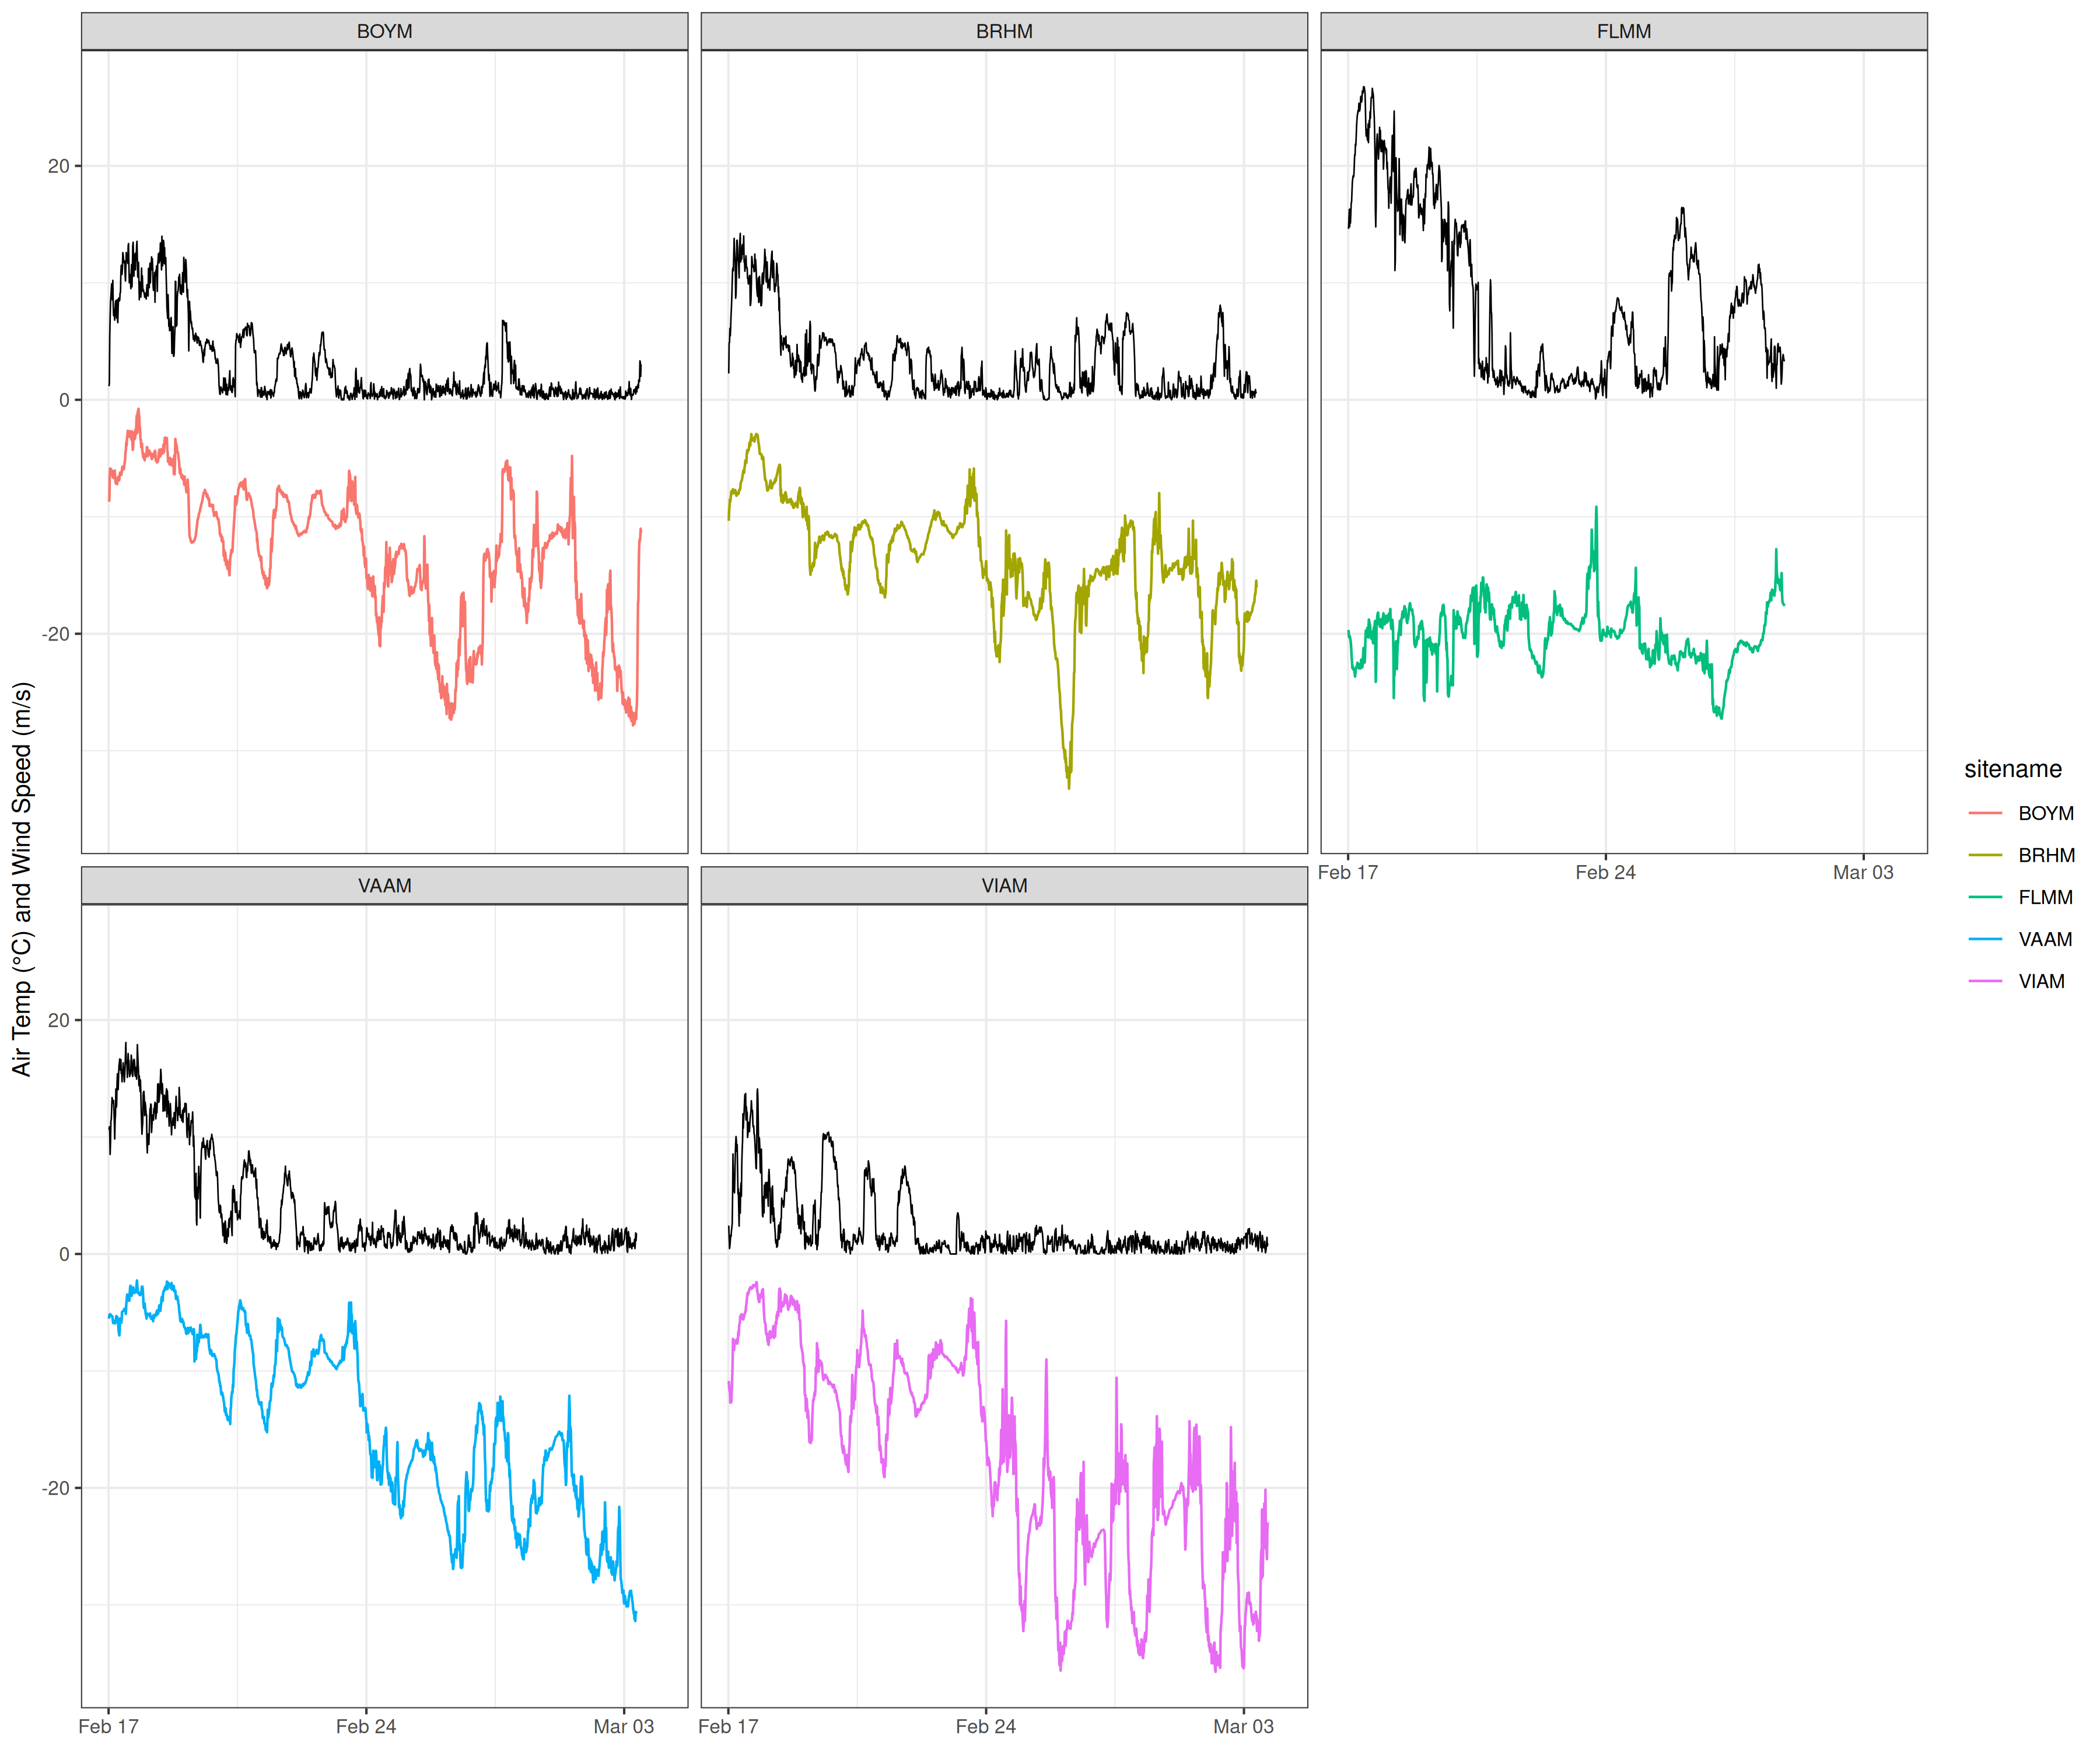 BOYM
BRHM
FLMM
20
0
-20
Feb 17
Feb 24
Mar 03
VAAM
VIAM
20
0
-20
Feb 17
Feb 24
Mar 03
Feb 17
Feb 24
Mar 03
Air Temp (°C) and Wind Speed (m/s)
sitename
BOYM
BRHM
FLMM
VAAM
VIAM